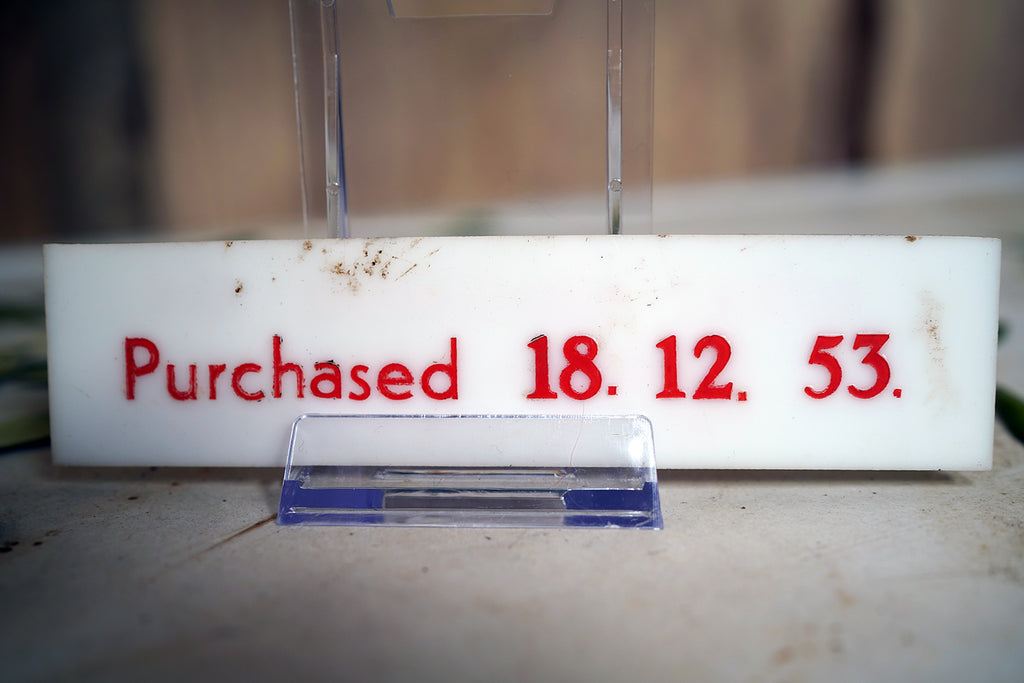 Purchased 18. 12. 53.